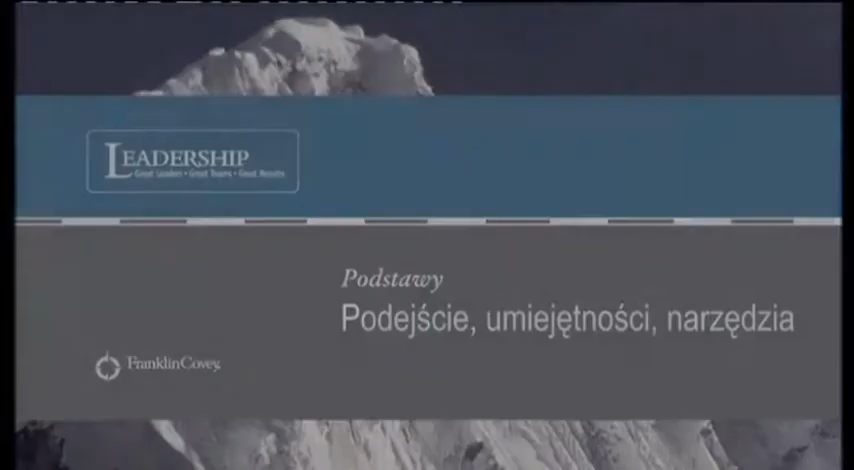 LEADERSHIP
Great Leaders • Great Teams • Great Results
Podstawy
Podejście, umiejętności, narzędzia
FranklinCovey